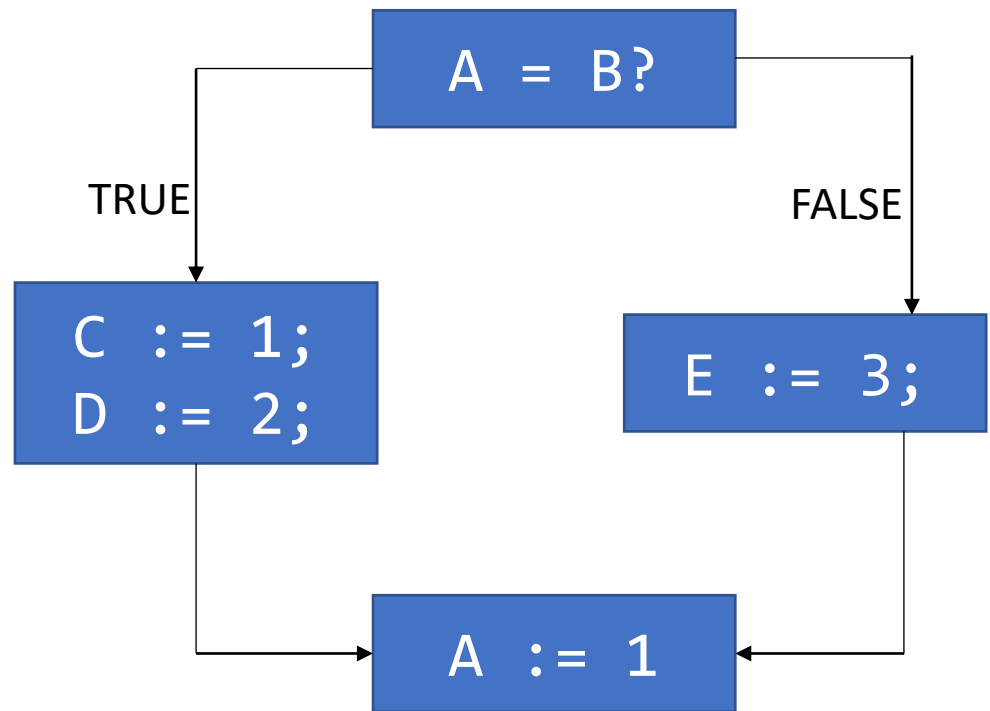 A = B?
TRUE
FALSE
C := 1;
D := 2;
E := 3;
A := 1